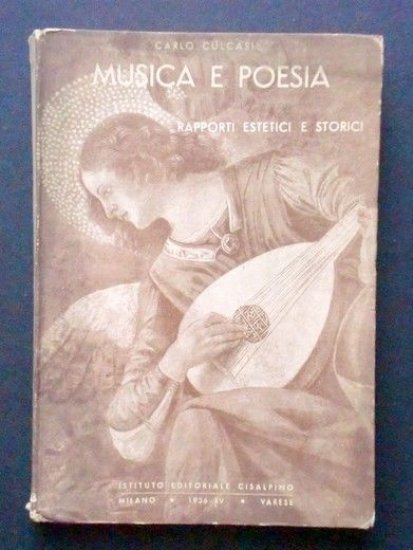 CARLO CULCASI
MUSICA E POESIA
RAPPORTI ESTETICI E STORICI
ISTITUTO EDITORIALE CISALPINO
MILANO • 1936-XV • VARESE